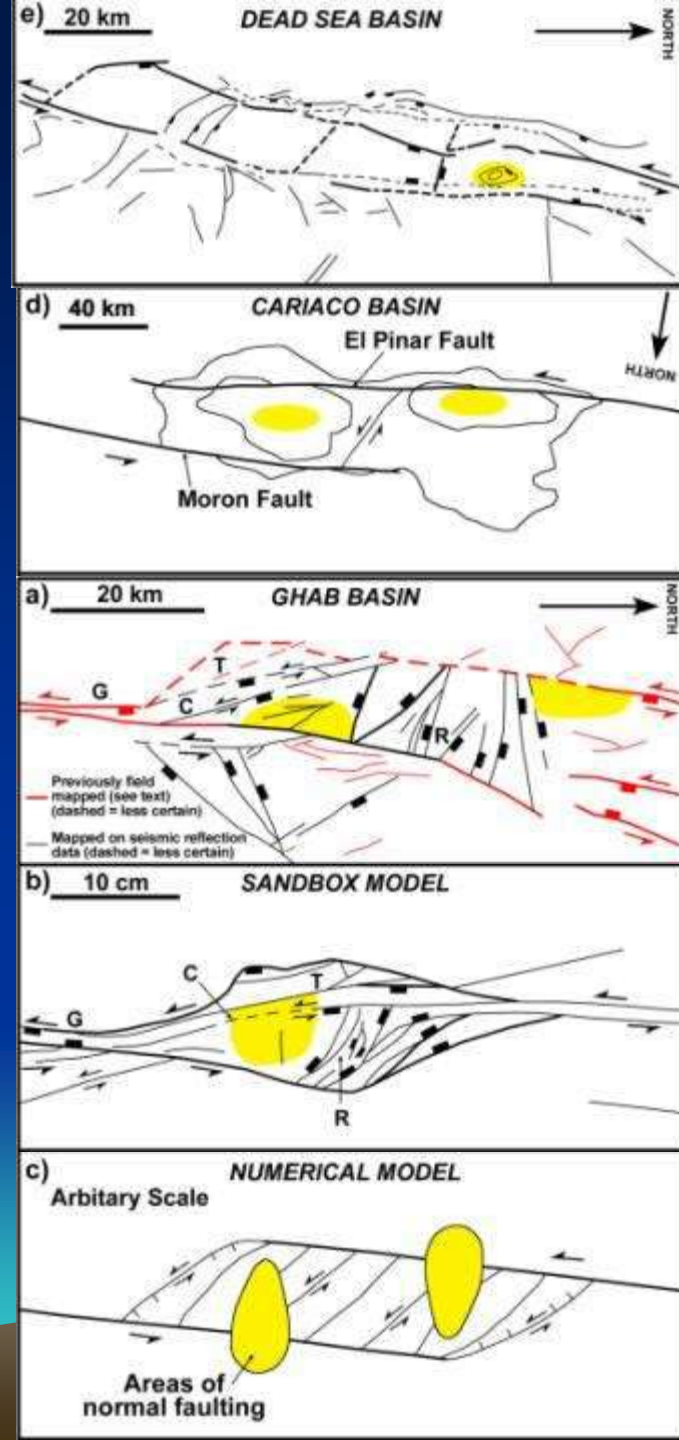 e) 20 km DEAD SEA BASIN
NORTH
d) 40 km CARIACO BASIN
El Pinar Fault
NORTH
Moron Fault
a) 20 km GHAB BASIN
NORTH
T
G
C
R
Previously field
mapped (see text)
(dashed = less certain)
Mapped on seismic reflection
data (dashed = less certain)
b) 10 cm SANDBOX MODEL
C
T
G
R
c) NUMERICAL MODEL
Arbitary Scale
Areas of
normal faulting